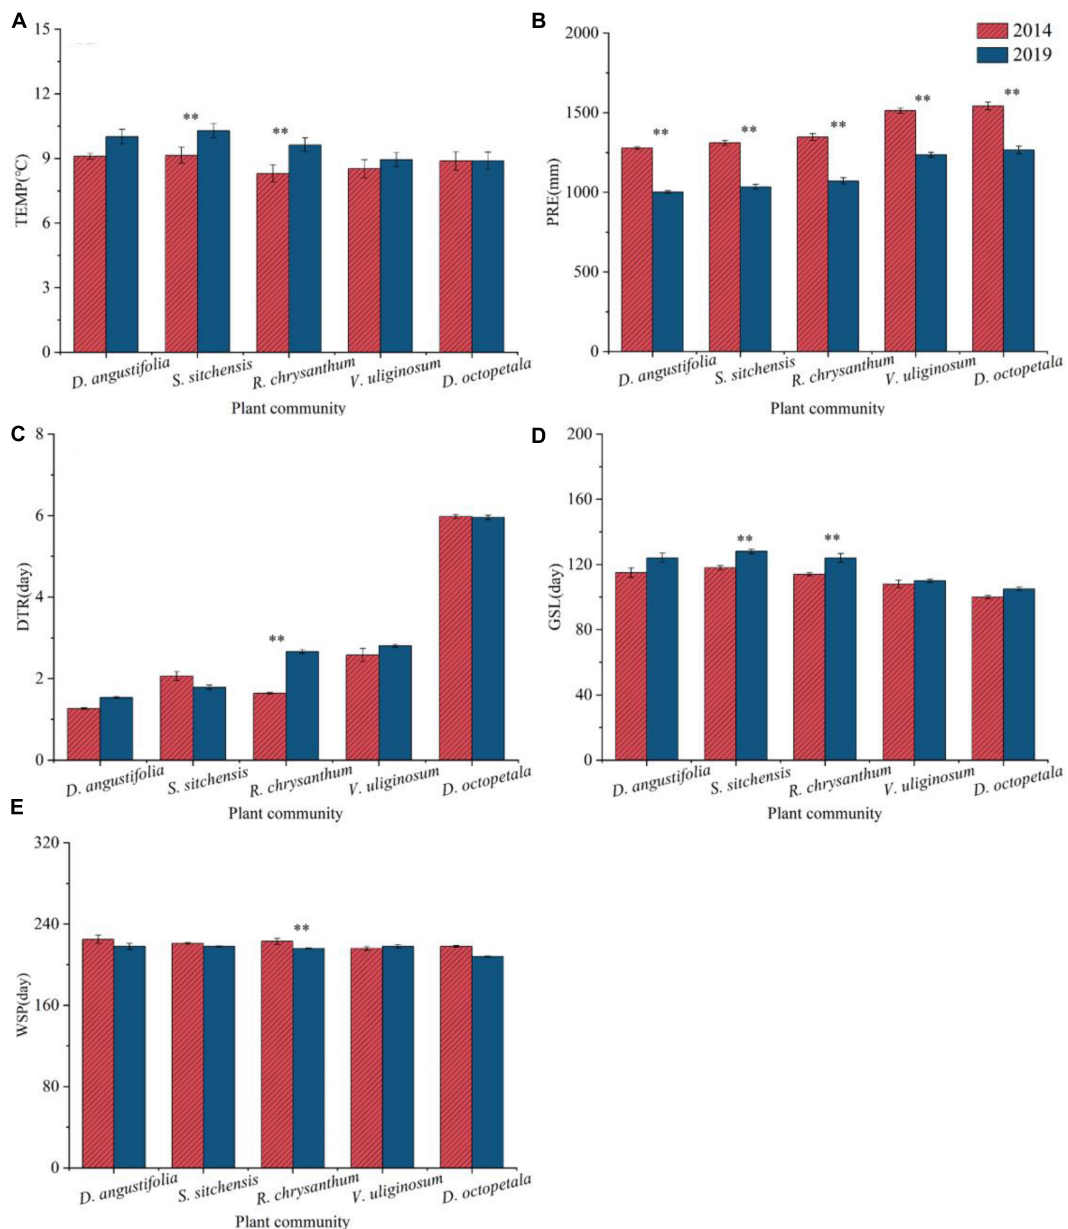 A
15
12
9
6
3
0
TEMP(℃)
**
**
D. angustifolia
S. sitchensis
R. chrysanthum
V. uliginosum
D. octopetala
Plant community
B
2000
1500
1000
500
0
PRE(mm)
2014
2019
**
**
**
**
**
D. angustifolia
S. sitchensis
R. chrysanthum
V. uliginosum
D. octopetala
Plant community
C
8
6
4
2
0
DTR(day)
**
D. angustifolia
S. sitchensis
R. chrysanthum
V. uliginosum
D. octopetala
Plant community
D
200
160
120
80
40
0
GSL(day)
**
**
D. angustifolia
S. sitchensis
R. chrysanthum
V. uliginosum
D. octopetala
Plant community
E
320
240
160
80
0
WSP(day)
**
D. angustifolia
S. sitchensis
R. chrysanthum
V. uliginosum
D. octopetala
Plant community